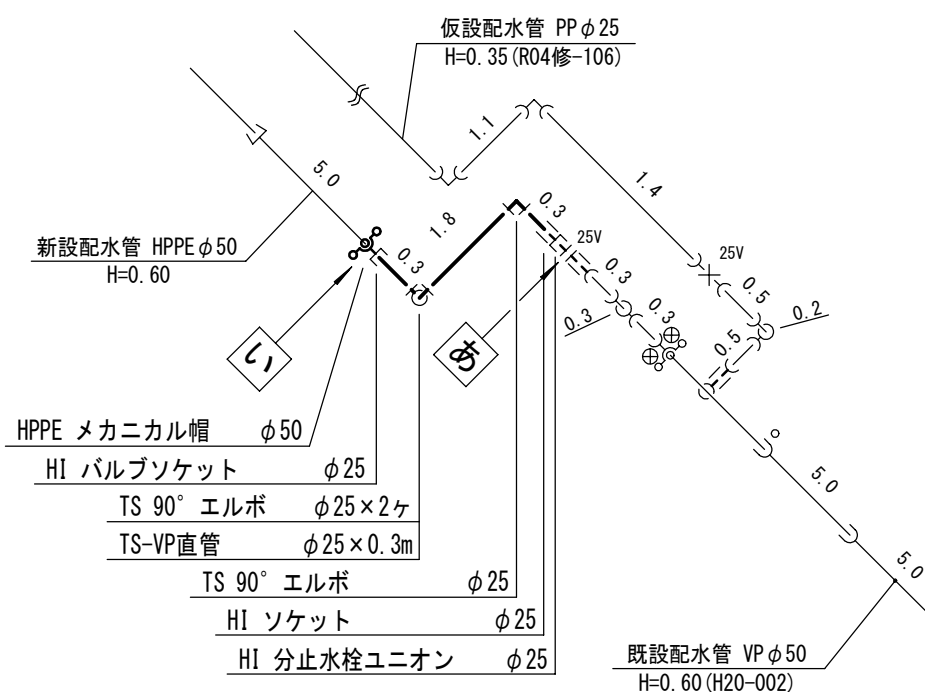 仮設配水管 PPφ25
H=0.35(R04修-106)
1.1
5.0
1.4
新設配水管 HPPEφ50
H=0.60
1.8
0.3
25V
0.3
0.3
25V
0.5
0.2
0.3
0.3
0.5
い
あ
HPPE メカニカル帽 φ50
HI バルブソケット φ25
TS 90° エルボ φ25×2ヶ
TS-VP直管 φ25×0.3m
TS 90° エルボ φ25
HI ソケット φ25
HI 分止水栓ユニオン φ25
5.0
5.0
既設配水管 VPφ50
H=0.60(H20-002)